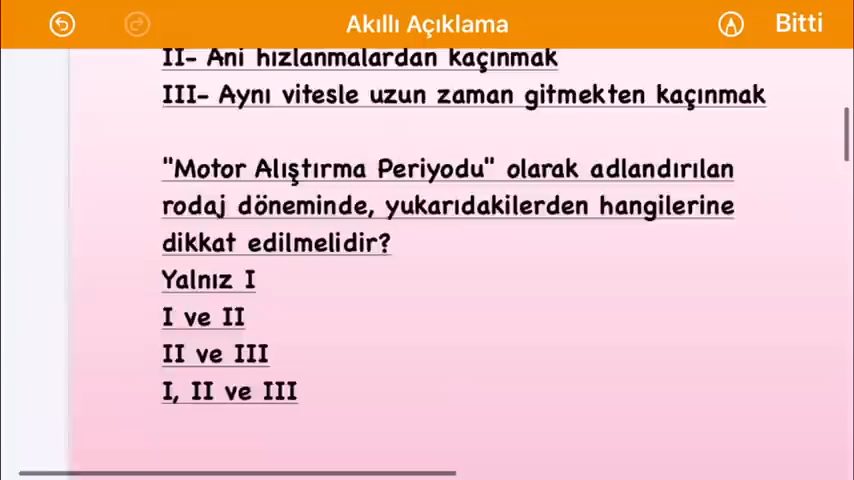 Akıllı Açıklama
Bitti
II- Ani hızlanmalardan kaçınmak
III- Aynı vitesle uzun zaman gitmekten kaçınmak
"Motor Alıştırma Periyodu" olarak adlandırılan
rodaj döneminde, yukarıdakilerden hangilerine
dikkat edilmelidir?
Yalnız I
I ve II
II ve III
I, II ve III